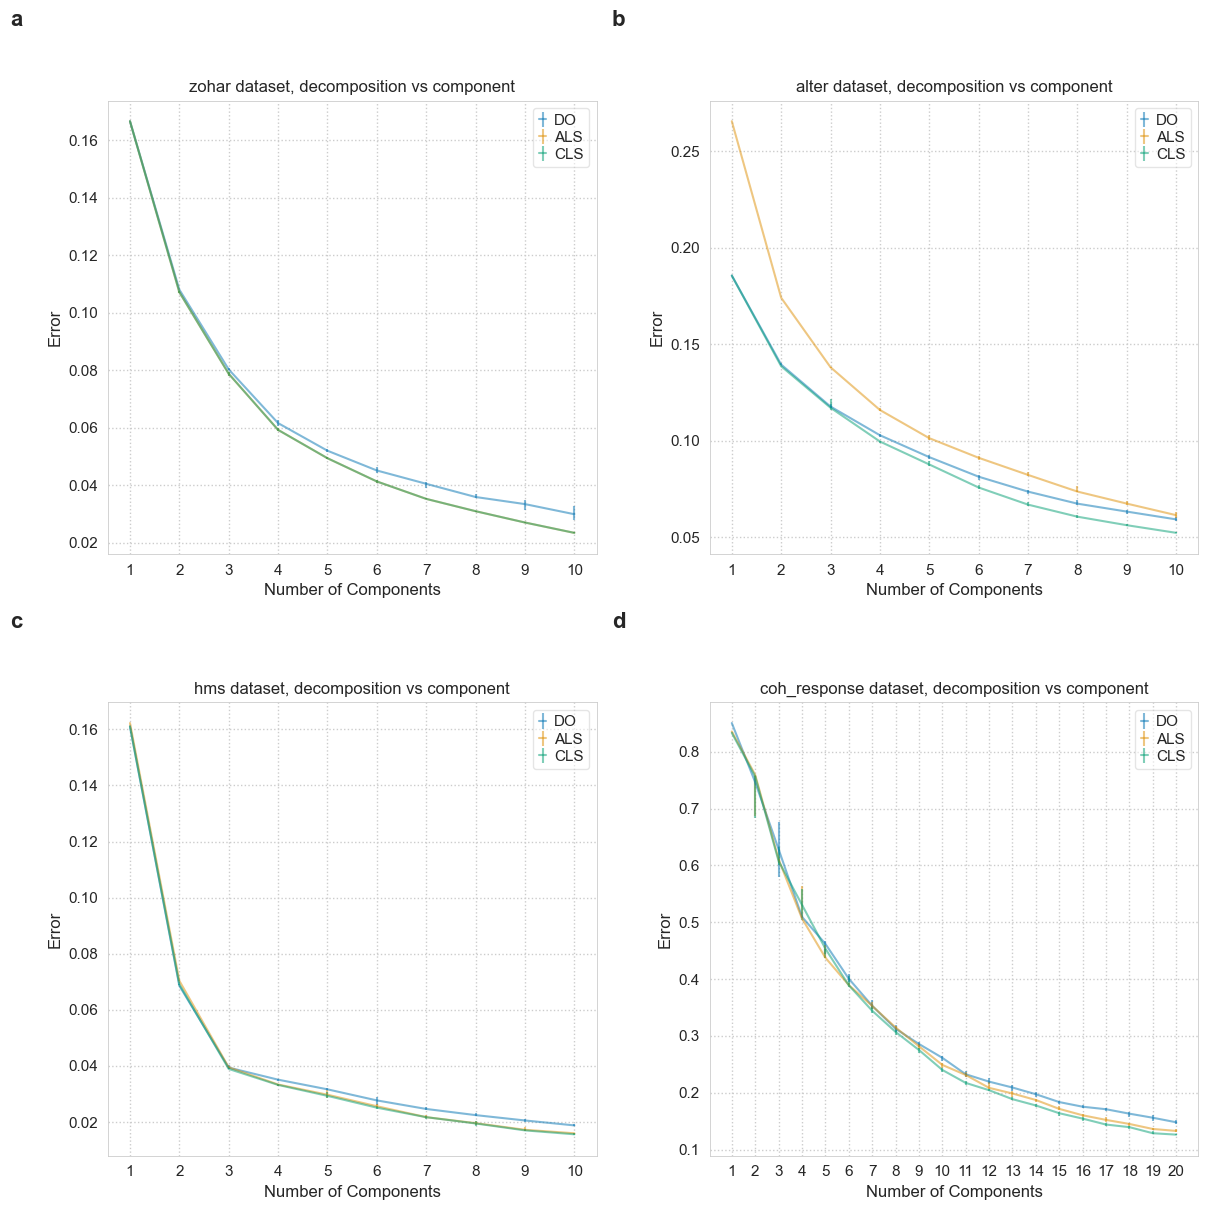 a
zohar dataset, decomposition vs component
DO
ALS
CLS
Error
0.16
0.14
0.12
0.10
0.08
0.06
0.04
0.02
1 2 3 4 5 6 7 8 9 10
Number of Components
b
alter dataset, decomposition vs component
DO
ALS
CLS
Error
0.25
0.20
0.15
0.10
0.05
1 2 3 4 5 6 7 8 9 10
Number of Components
c
hms dataset, decomposition vs component
DO
ALS
CLS
Error
0.16
0.14
0.12
0.10
0.08
0.06
0.04
0.02
1 2 3 4 5 6 7 8 9 10
Number of Components
d
coh_response dataset, decomposition vs component
DO
ALS
CLS
Error
0.8
0.7
0.6
0.5
0.4
0.3
0.2
0.1
1 2 3 4 5 6 7 8 9 10 11 12 13 14 15 16 17 18 19 20
Number of Components